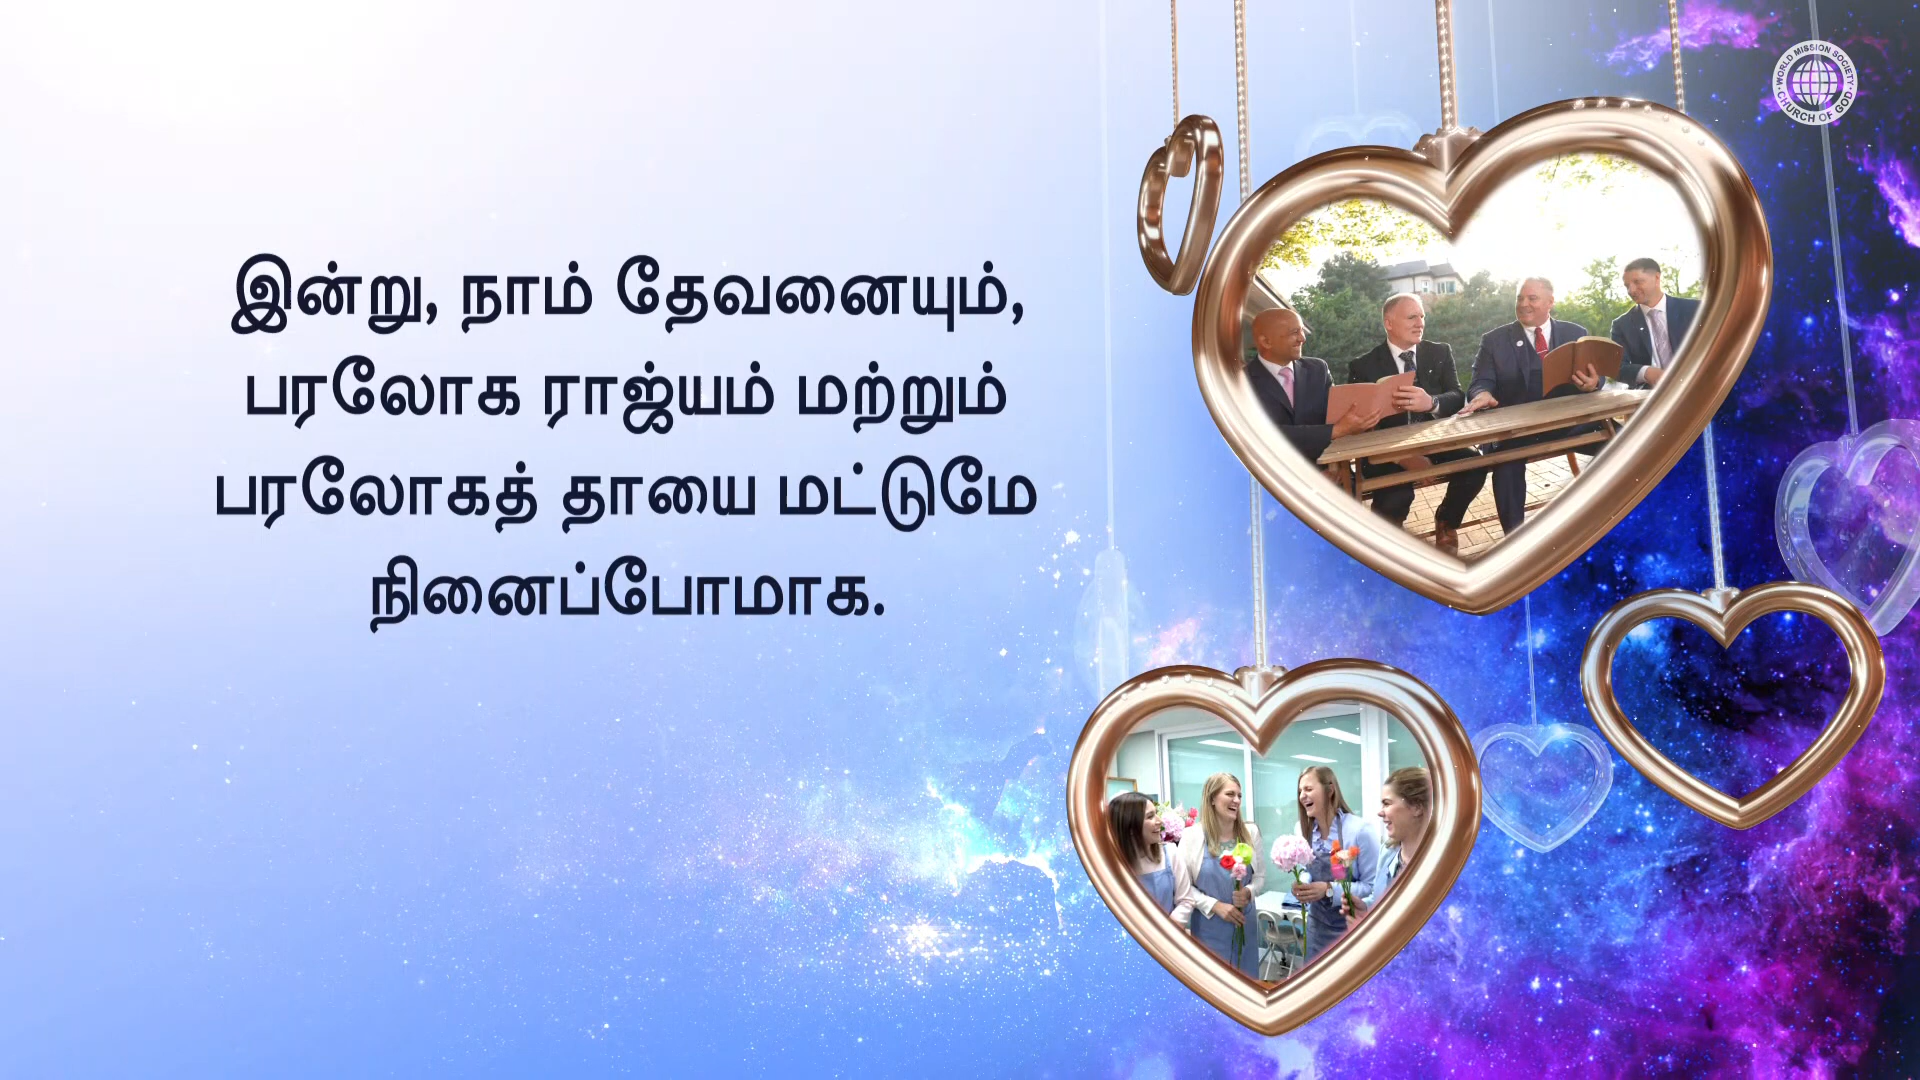 இன்று, நாம் தேவனையும்,
பரலோக ராஜ்யம் மற்றும்
பரலோகத் தாயை மட்டுமே
நினைப்போமாக.
WORLD MISSION SOCIETY
CHURCH OF GOD